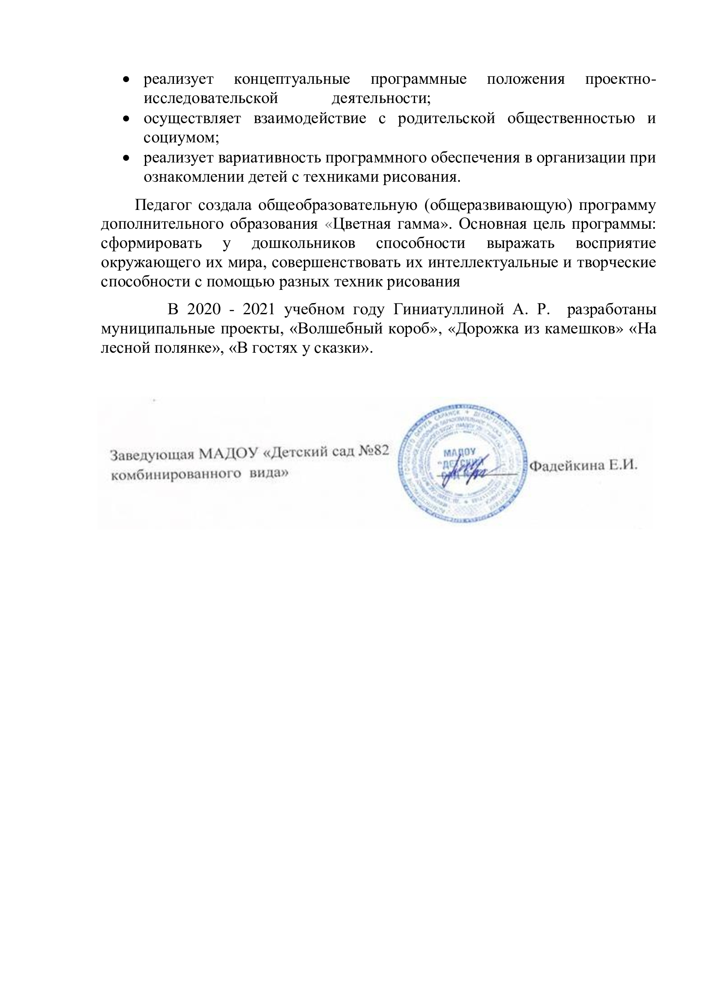 • реализует концептуальные программные положения проектно-
исследовательской деятельности;
• осуществляет взаимодействие с родительской общественностью и
социумом;
• реализует вариативность программного обеспечения в организации при
ознакомлении детей с техниками рисования.
Педагог создала общеобразовательную (общеразвивающую) программу
дополнительного образования «Цветная гамма». Основная цель программы:
сформировать у дошкольников способности выражать восприятие
окружающего их мира, совершенствовать их интеллектуальные и творческие
способности с помощью разных техник рисования
В 2020 - 2021 учебном году Гиниатуллиной А. Р. разработаны
муниципальные проекты, «Волшебный короб», «Дорожка из камешков» «На
лесной полянке», «В гостях у сказки».
Заведующая МАДОУ «Детский сад №82
комбинированного вида»
ГОРОДСКОГО ОКРУГА САРАНСК ДЕПАРТАМЕНТ
МАДОУ
"ДЕТСКИЙ
Фадейкина Е.И.